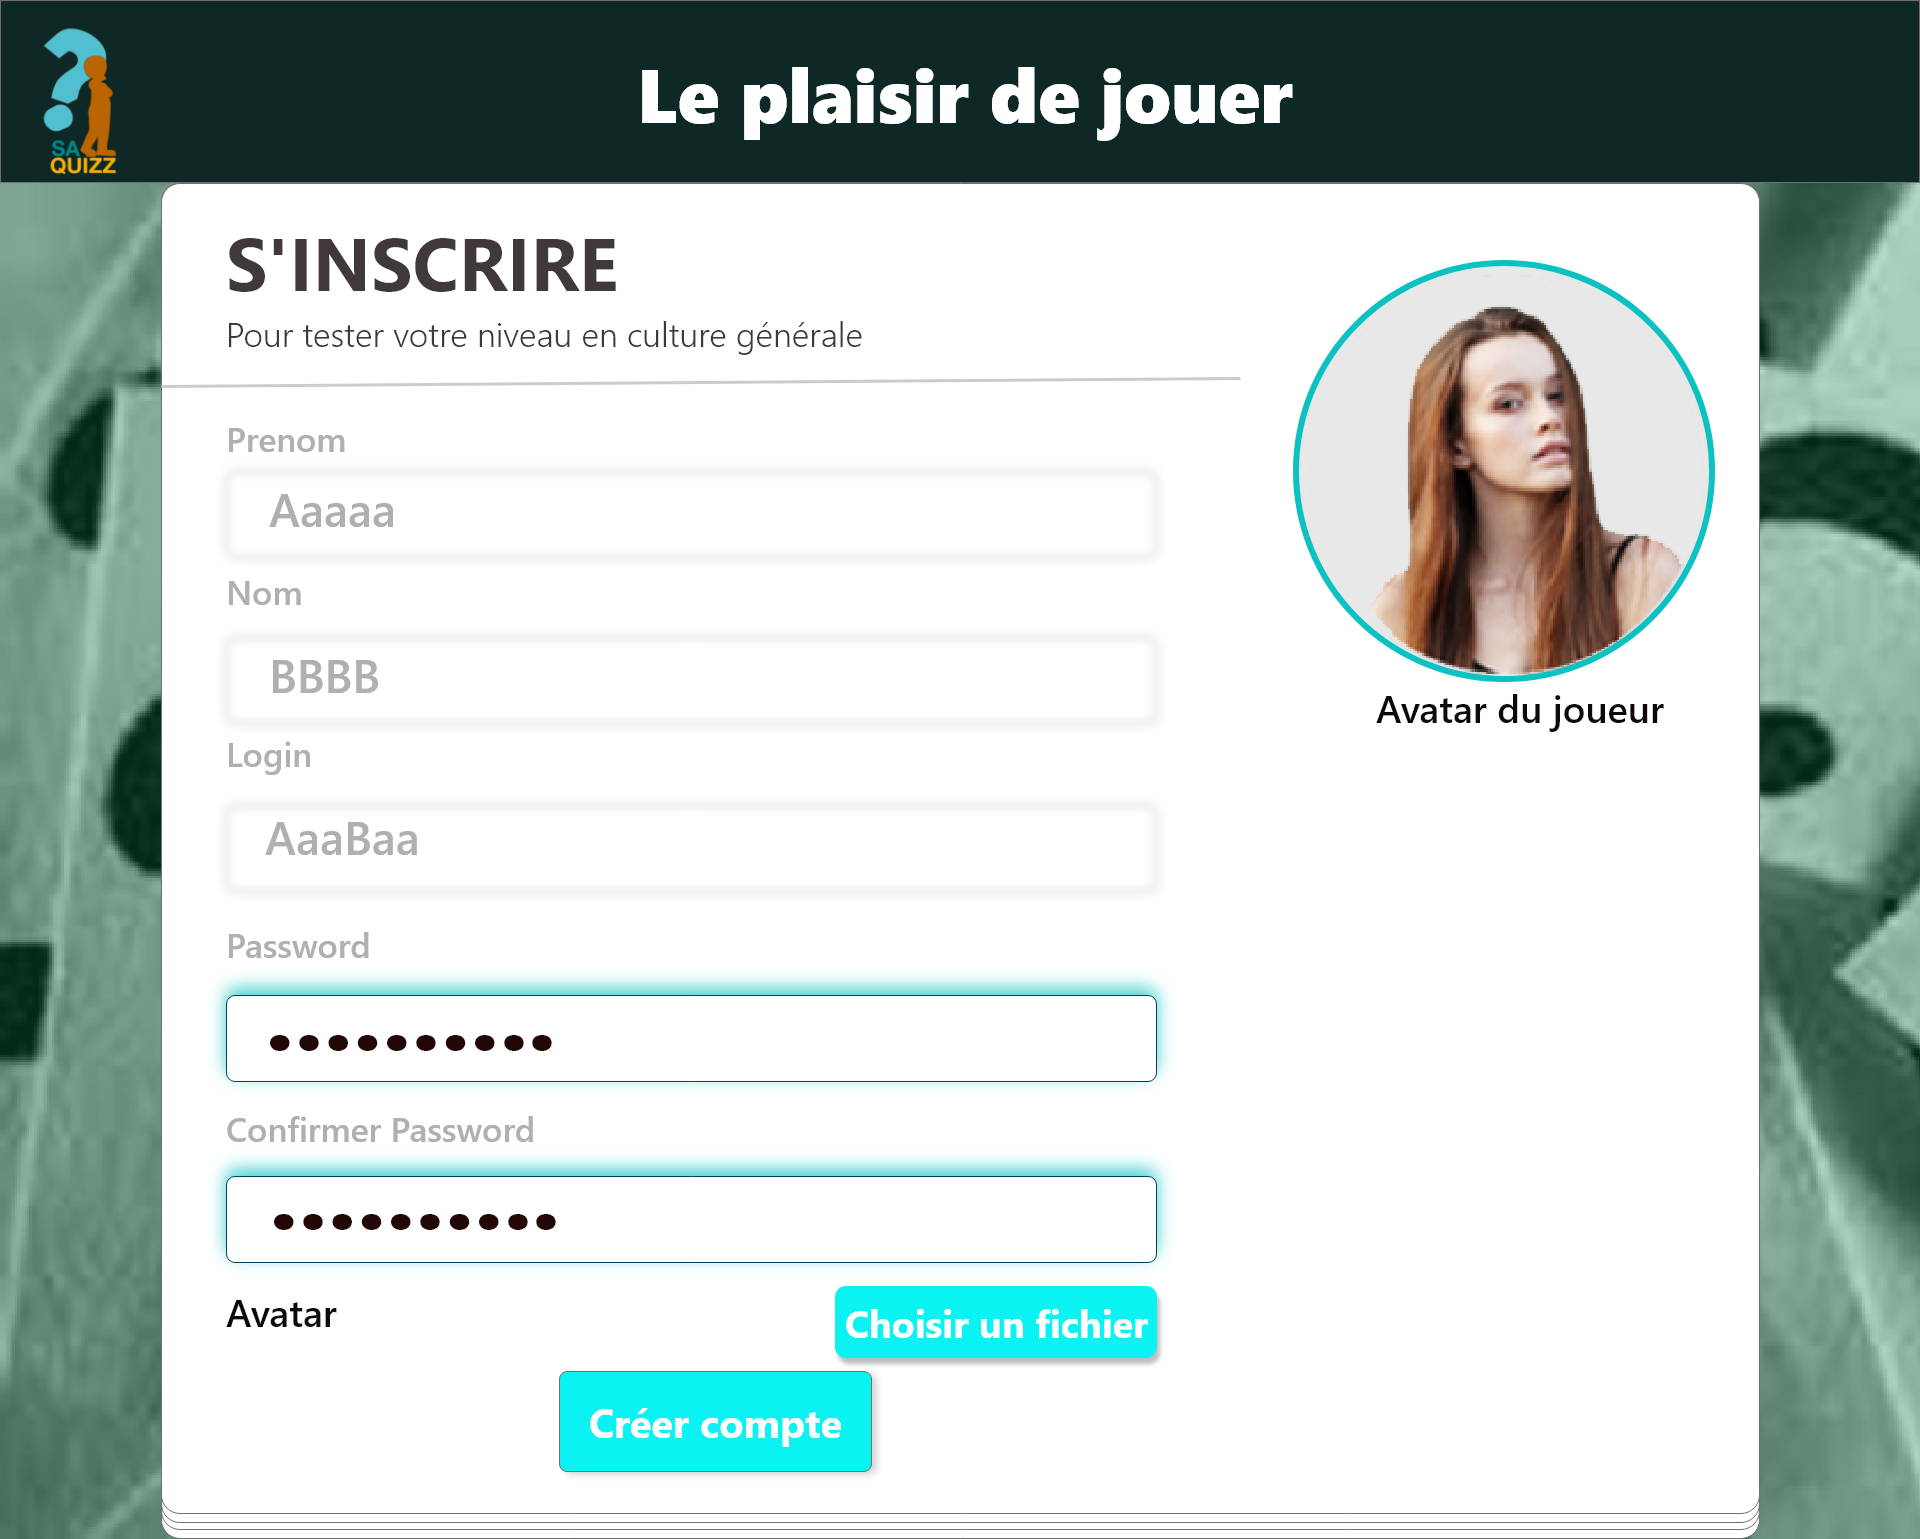 SA
QUIZZ
Le plaisir de jouer
S'INSCRIRE
Pour tester votre niveau en culture générale
Prenom
Aaaaa
Nom
BBBB
Login
AaaBaa
Password
Confirmer Password
Avatar
Choisir un fichier
Créer compte
Avatar du joueur